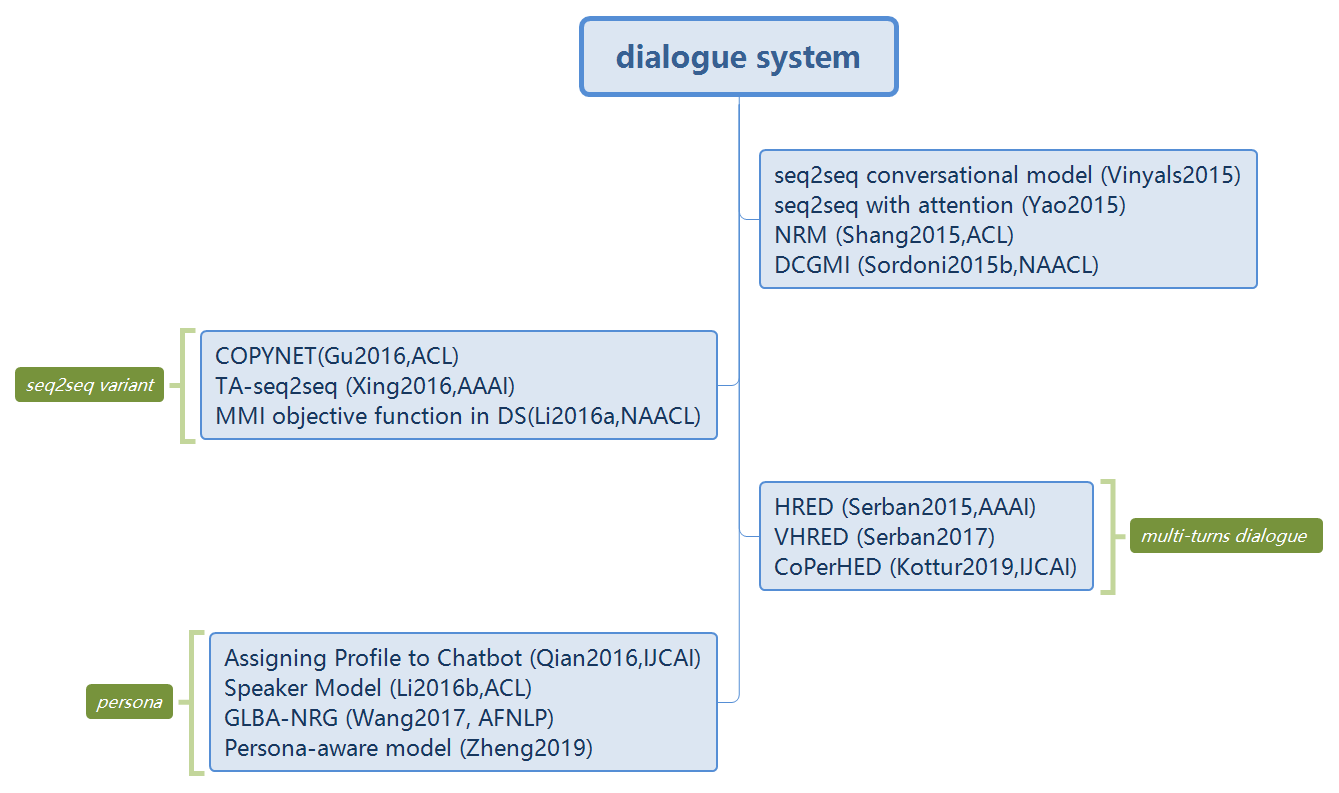 dialogue system
seq2seq conversational model (Vinyals2015)
seq2seq with attention (Yao2015)
NRM (Shang2015,ACL)
DCGMI (Sordoni2015b,NAACL)
seq2seq variant
COPYNET(Gu2016,ACL)
TA-seq2seq (Xing2016,AAAI)
MMI objective function in DS(Li2016a,NAACL)
HRED (Serban2015,AAAI)
VHRED (Serban2017)
CoPerHED (Kottur2019,IJCAI)
multi-turns dialogue
persona
Assigning Profile to Chatbot (Qian2016,IJCAI)
Speaker Model (Li2016b,ACL)
GLBA-NRG (Wang2017, AFNLP)
Persona-aware model (Zheng2019)